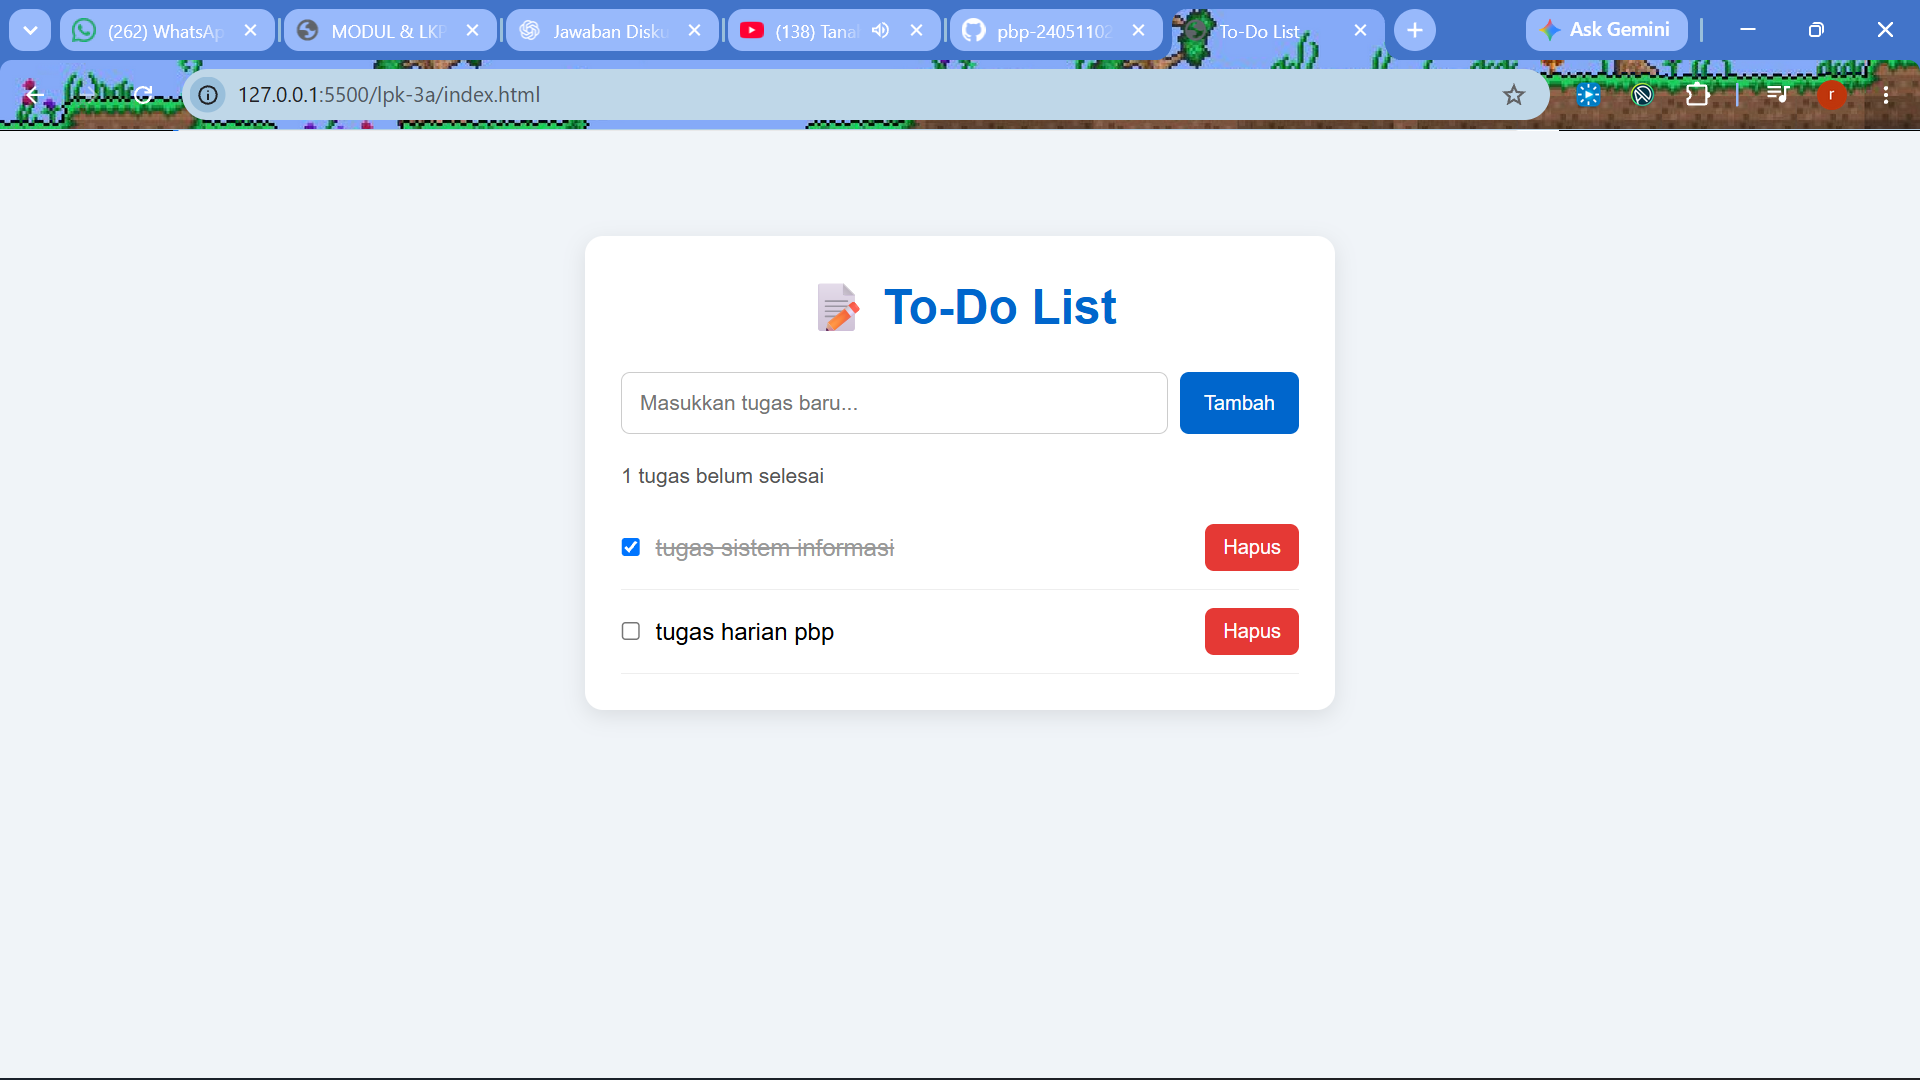 (262) WhatsAp
MODUL & LKP
Jawaban Disku
(138) Tanal
pbp-24051102
To-Do List
Ask Gemini
127.0.0.1:5500/lpk-3a/index.html
r
To-Do List
Masukkan tugas baru...
Tambah
1 tugas belum selesai
tugas sistem informasi
Hapus
tugas harian pbp
Hapus